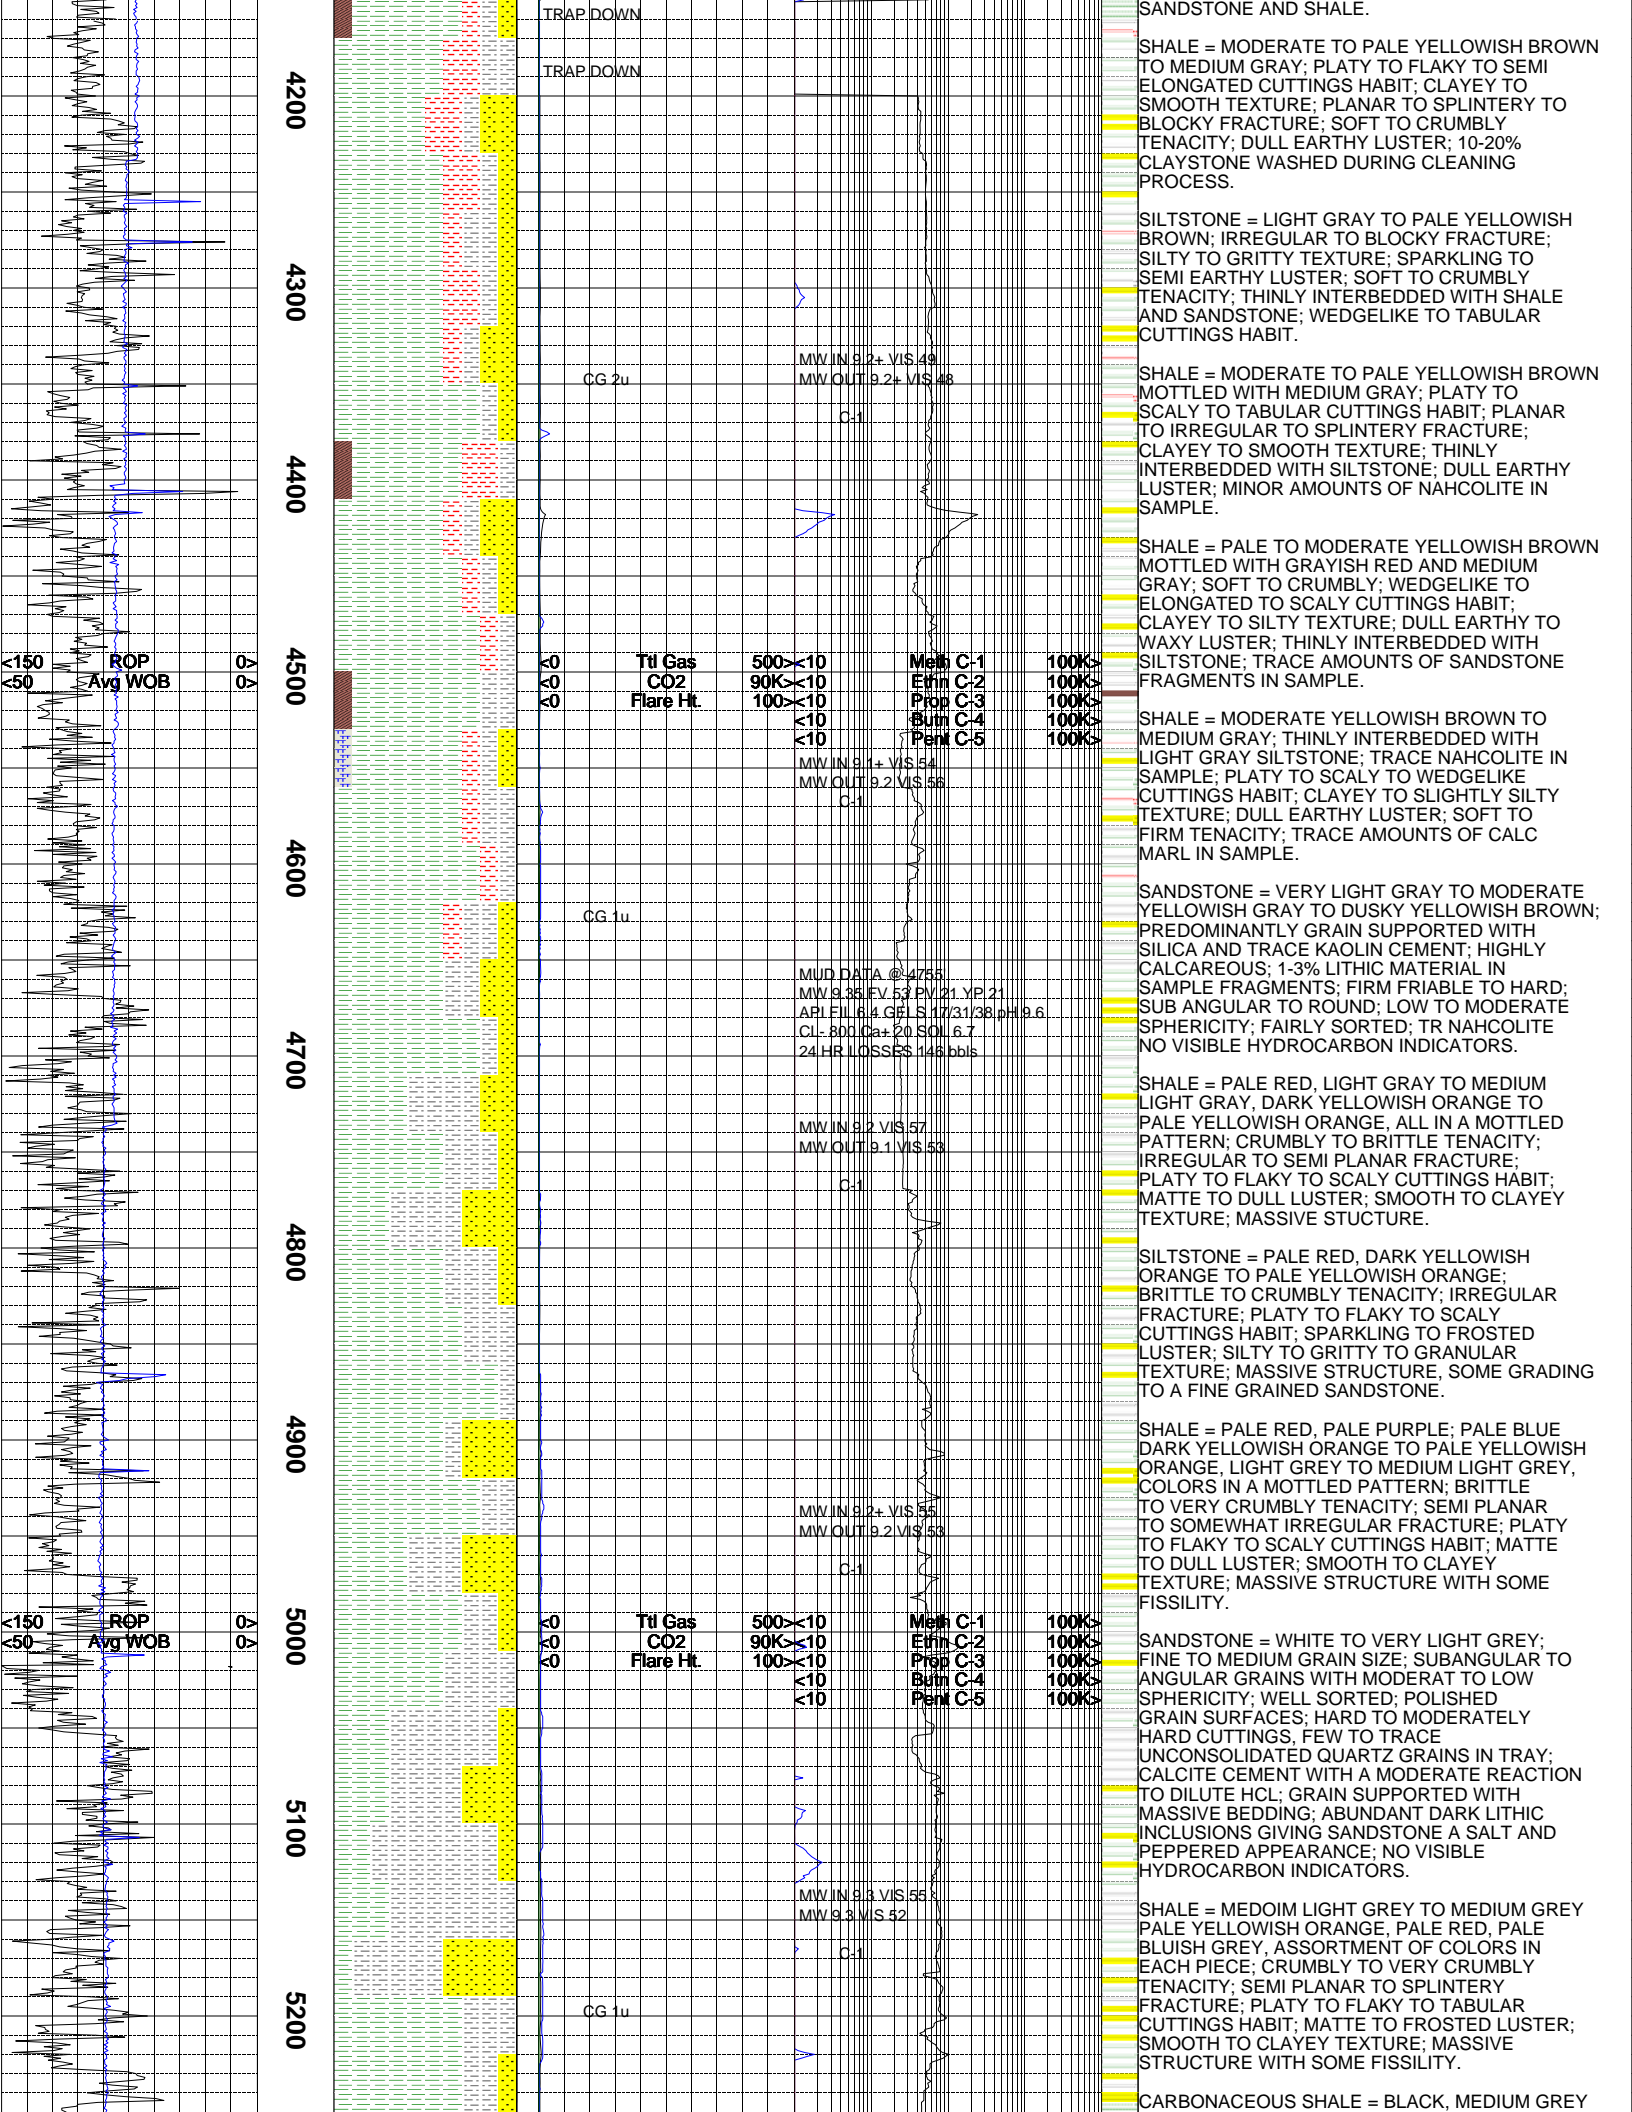 TRAP DOWN
TRAP DOWN
4200
4300
MW IN 9.2+ VIS 49
CG 2u
MW OUT 9.2+ VIS 48
C-1
4400
<150 ROP 0>
<50 Avg WOB 0>
4500
<0 Ttl Gas 500>
<0 CO2 90K>
<0 Flare Ht. 100>
<10 Meth C-1 100K>
<10 Ethn C-2 100K>
<10 Prop C-3 100K>
<10 Butn C-4 100K>
<10 Pent C-5 100K>
MW IN 9.1+ VIS 54
MW OUT 9.2 VIS 56
C-1
4600
CG 1u
MUD DATA @ 4755
MW 9.35 FV 53 PV 21 YP 21
API FIL 6.4 GELS 17/31/38 pH 9.6
CL- 800 Ca+ 20 SOL 6.7
24 HR LOSSES 146 bbls
4700
MW IN 9.2 VIS 57
MW OUT 9.1 VIS 53
C-1
4800
4900
MW IN 9.2+ VIS 55
MW OUT 9.2 VIS 53
C-1
<150 ROP 0>
<50 Avg WOB 0>
5000
<0 Ttl Gas 500>
<0 CO2 90K>
<0 Flare Ht. 100>
<10 Meth C-1 100K>
<10 Ethn C-2 100K>
<10 Prop C-3 100K>
<10 Butn C-4 100K>
<10 Pent C-5 100K>
5100
MW IN 9.3 VIS 55
MW 9.3 VIS 52
C-1
5200
CG 1u
SANDSTONE AND SHALE.
SHALE = MODERATE TO PALE YELLOWISH BROWN
TO MEDIUM GRAY; PLATY TO FLAKY TO SEMI
ELONGATED CUTTINGS HABIT; CLAYEY TO
SMOOTH TEXTURE; PLANAR TO SPLINTERY TO
BLOCKY FRACTURE; SOFT TO CRUMBLY
TENACITY; DULL EARTHY LUSTER; 10-20%
CLAYSTONE WASHED DURING CLEANING
PROCESS.
SILTSTONE = LIGHT GRAY TO PALE YELLOWISH
BROWN; IRREGULAR TO BLOCKY FRACTURE;
SILTY TO GRITTY TEXTURE; SPARKLING TO
SEMI EARTHY LUSTER; SOFT TO CRUMBLY
TENACITY; THINLY INTERBEDDED WITH SHALE
AND SANDSTONE; WEDGELIKE TO TABULAR
CUTTINGS HABIT.
SHALE = MODERATE TO PALE YELLOWISH BROWN
MOTTLED WITH MEDIUM GRAY; PLATY TO
SCALY TO TABULAR CUTTINGS HABIT; PLANAR
TO IRREGULAR TO SPLINTERY FRACTURE;
CLAYEY TO SMOOTH TEXTURE; THINLY
INTERBEDDED WITH SILTSTONE; DULL EARTHY
LUSTER; MINOR AMOUNTS OF NAHCOLITE IN
SAMPLE.
SHALE = PALE TO MODERATE YELLOWISH BROWN
MOTTLED WITH GRAYISH RED AND MEDIUM
GRAY; SOFT TO CRUMBLY; WEDGELIKE TO
ELONGATED TO SCALY CUTTINGS HABIT;
CLAYEY TO SILTY TEXTURE; DULL EARTHY TO
WAXY LUSTER; THINLY INTERBEDDED WITH
SILTSTONE; TRACE AMOUNTS OF SANDSTONE
FRAGMENTS IN SAMPLE.
SHALE = MODERATE YELLOWISH BROWN TO
MEDIUM GRAY; THINLY INTERBEDDED WITH
LIGHT GRAY SILTSTONE; TRACE NAHCOLITE IN
SAMPLE; PLATY TO SCALY TO WEDGELIKE
CUTTINGS HABIT; CLAYEY TO SLIGHTLY SILTY
TEXTURE; DULL EARTHY LUSTER; SOFT TO
FIRM TENACITY; TRACE AMOUNTS OF CALC
MARL IN SAMPLE.
SANDSTONE = VERY LIGHT GRAY TO MODERATE
YELLOWISH GRAY TO DUSKY YELLOWISH BROWN;
PREDOMINANTLY GRAIN SUPPORTED WITH
SILICA AND TRACE KAOLIN CEMENT; HIGHLY
CALCAREOUS; 1-3% LITHIC MATERIAL IN
SAMPLE FRAGMENTS; FIRM FRIABLE TO HARD;
SUB ANGULAR TO ROUND; LOW TO MODERATE
SPHERICITY; FAIRLY SORTED; TR NAHCOLITE
NO VISIBLE HYDROCARBON INDICATORS.
SHALE = PALE RED, LIGHT GRAY TO MEDIUM
LIGHT GRAY, DARK YELLOWISH ORANGE TO
PALE YELLOWISH ORANGE, ALL IN A MOTTLED
PATTERN; CRUMBLY TO BRITTLE TENACITY;
IRREGULAR TO SEMI PLANAR FRACTURE;
PLATY TO FLAKY TO SCALY CUTTINGS HABIT;
MATTE TO DULL LUSTER; SMOOTH TO CLAYEY
TEXTURE; MASSIVE STUCTURE.
SILTSTONE = PALE RED, DARK YELLOWISH
ORANGE TO PALE YELLOWISH ORANGE;
BRITTLE TO CRUMBLY TENACITY; IRREGULAR
FRACTURE; PLATY TO FLAKY TO SCALY
CUTTINGS HABIT; SPARKLING TO FROSTED
LUSTER; SILTY TO GRITTY TO GRANULAR
TEXTURE; MASSIVE STRUCTURE, SOME GRADING
TO A FINE GRAINED SANDSTONE.
SHALE = PALE RED, PALE PURPLE; PALE BLUE
DARK YELLOWISH ORANGE TO PALE YELLOWISH
ORANGE, LIGHT GREY TO MEDIUM LIGHT GREY,
COLORS IN A MOTTLED PATTERN; BRITTLE
TO VERY CRUMBLY TENACITY; SEMI PLANAR
TO SOMEWHAT IRREGULAR FRACTURE; PLATY
TO FLAKY TO SCALY CUTTINGS HABIT; MATTE
TO DULL LUSTER; SMOOTH TO CLAYEY
TEXTURE; MASSIVE STRUCTURE WITH SOME
FISSILITY.
SANDSTONE = WHITE TO VERY LIGHT GREY;
FINE TO MEDIUM GRAIN SIZE; SUBANGULAR TO
ANGULAR GRAINS WITH MODERAT TO LOW
SPHERICITY; WELL SORTED; POLISHED
GRAIN SURFACES; HARD TO MODERATELY
HARD CUTTINGS, FEW TO TRACE
UNCONSOLIDATED QUARTZ GRAINS IN TRAY;
CALCITE CEMENT WITH A MODERATE REACTION
TO DILUTE HCL; GRAIN SUPPORTED WITH
MASSIVE BEDDING; ABUNDANT DARK LITHIC
INCLUSIONS GIVING SANDSTONE A SALT AND
PEPPERED APPEARANCE; NO VISIBLE
HYDROCARBON INDICATORS.
SHALE = MEDOIM LIGHT GREY TO MEDIUM GREY
PALE YELLOWISH ORANGE, PALE RED, PALE
BLUISH GREY, ASSORTMENT OF COLORS IN
EACH PIECE; CRUMBLY TO VERY CRUMBLY
TENACITY; SEMI PLANAR TO SPLINTERY
FRACTURE; PLATY TO FLAKY TO TABULAR
CUTTINGS HABIT; MATTE TO FROSTED LUSTER;
SMOOTH TO CLAYEY TEXTURE; MASSIVE
STRUCTURE WITH SOME FISSILITY.
CARBONACEOUS SHALE = BLACK, MEDIUM GREY